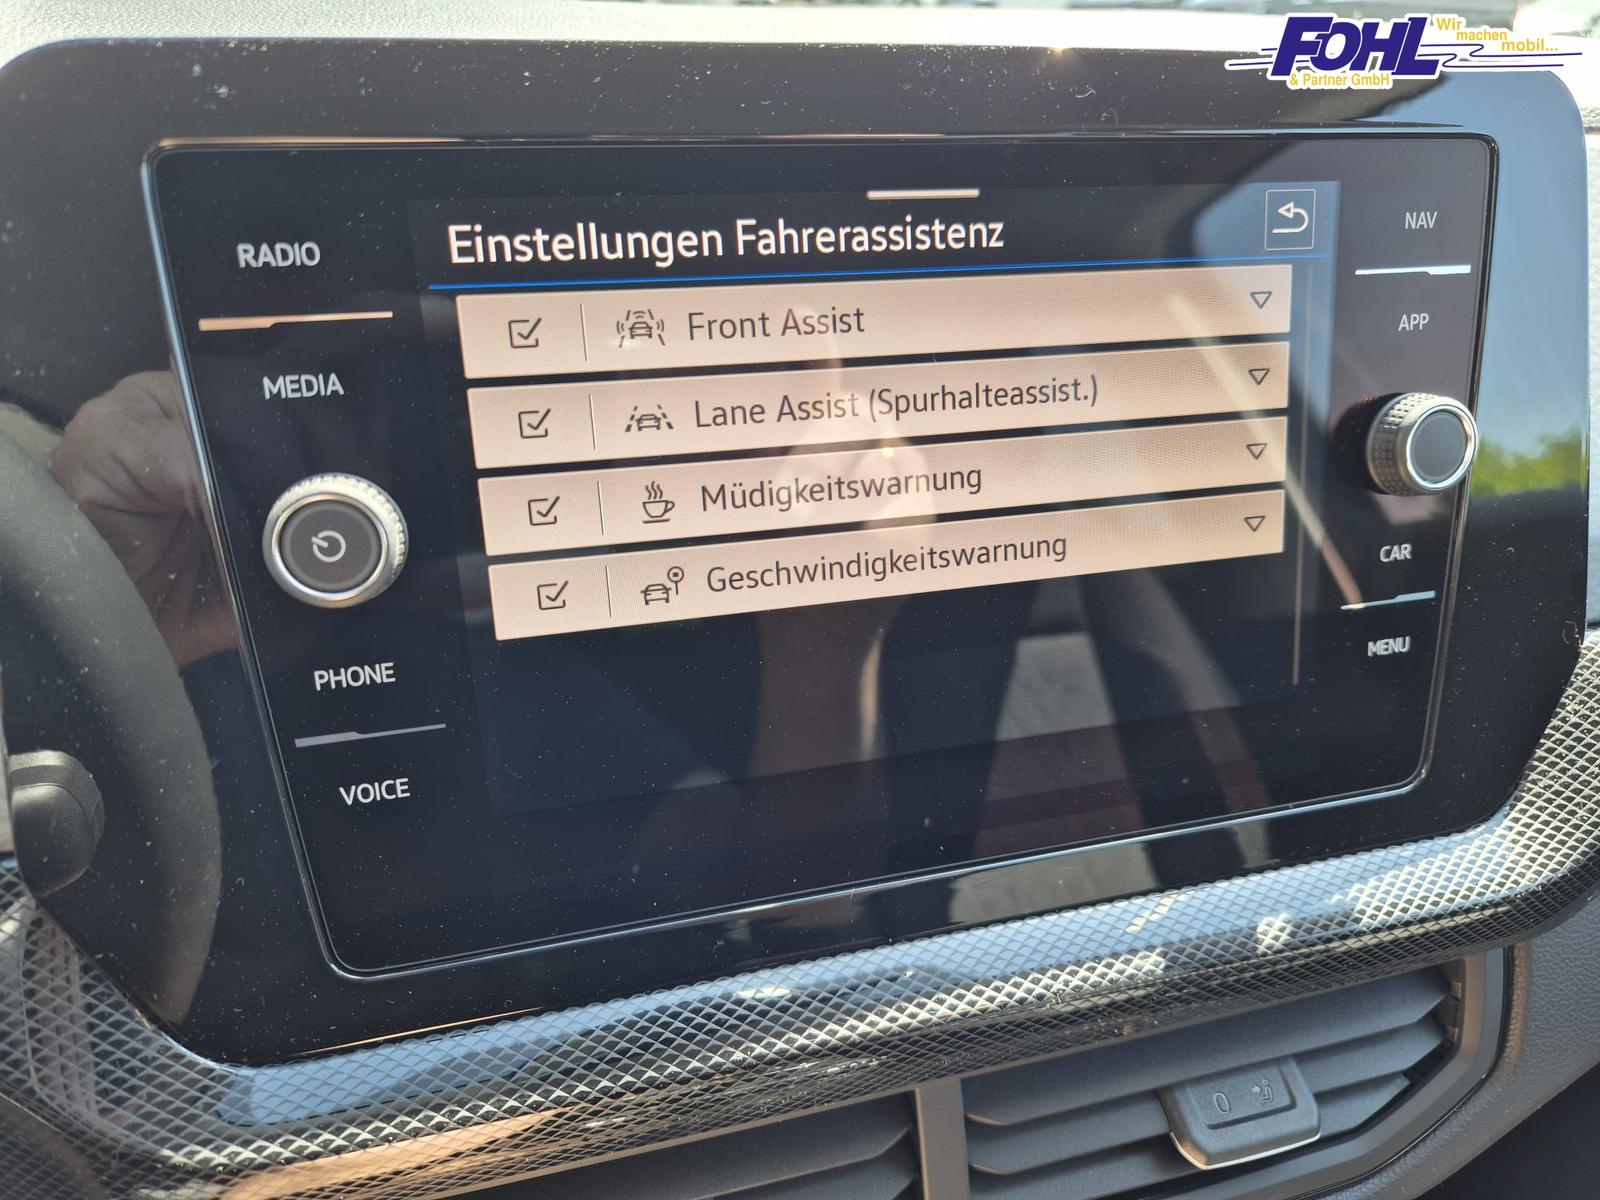 FOHL
Wir
machen
mobil...
& Partner GmbH
Einstellungen Fahrerassistenz
RADIO
MEDIA
PHONE
VOICE
Front Assist
Lane Assist (Spurhalteassist.)
Müdigkeitswarnung
Geschwindigkeitswarnung
NAV
APP
CAR
MENU
0